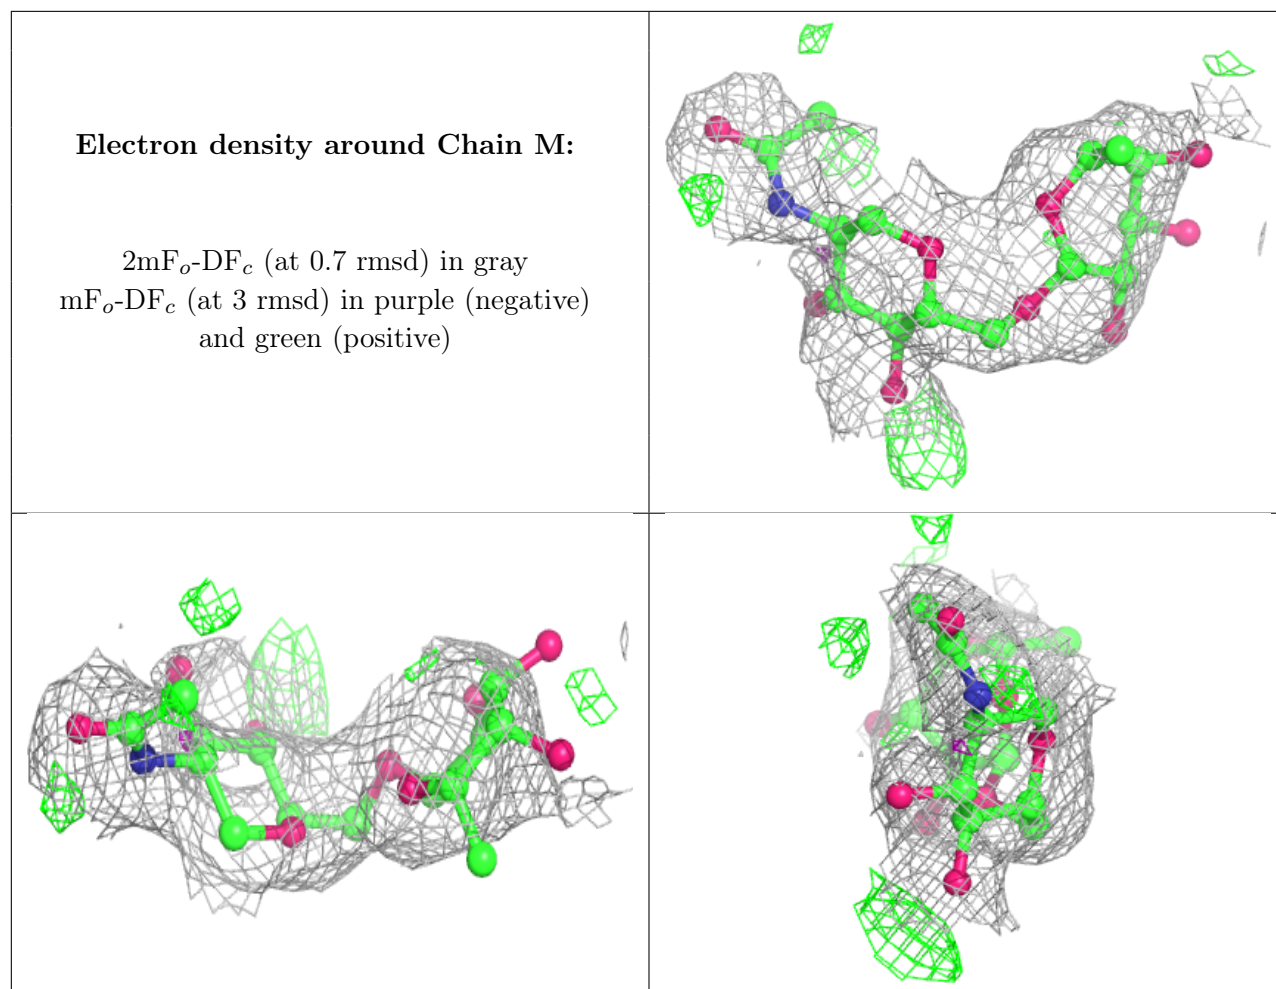 Electron density around Chain M:
2mFo-DFc (at 0.7 rmsd) in gray
mFo-DFc (at 3 rmsd) in purple (negative)
and green (positive)